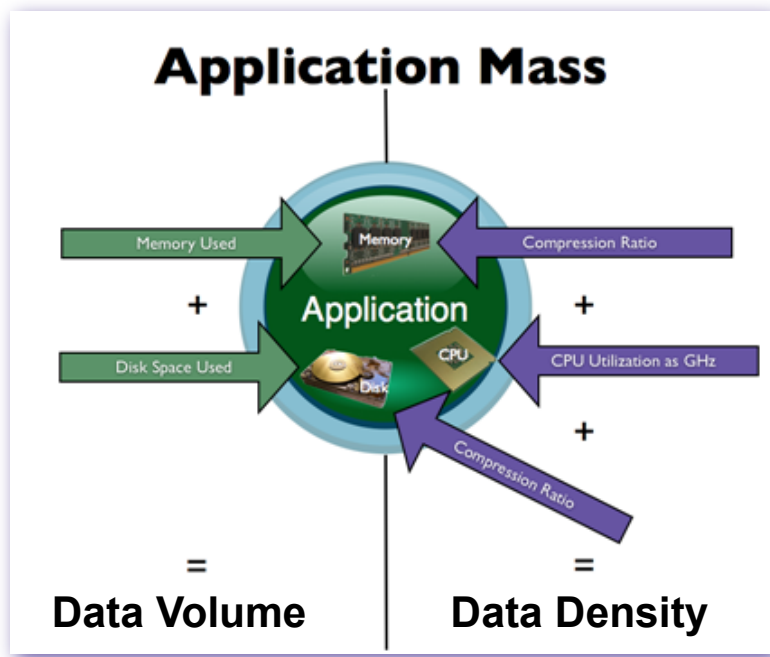 Application Mass
Memory Used
Memory
Compression Ratio
+
Application
+
Disk Space Used
Disk
CPU
CPU Utilization as GHz
+
Compression Ratio
=
=
Data Volume
Data Density